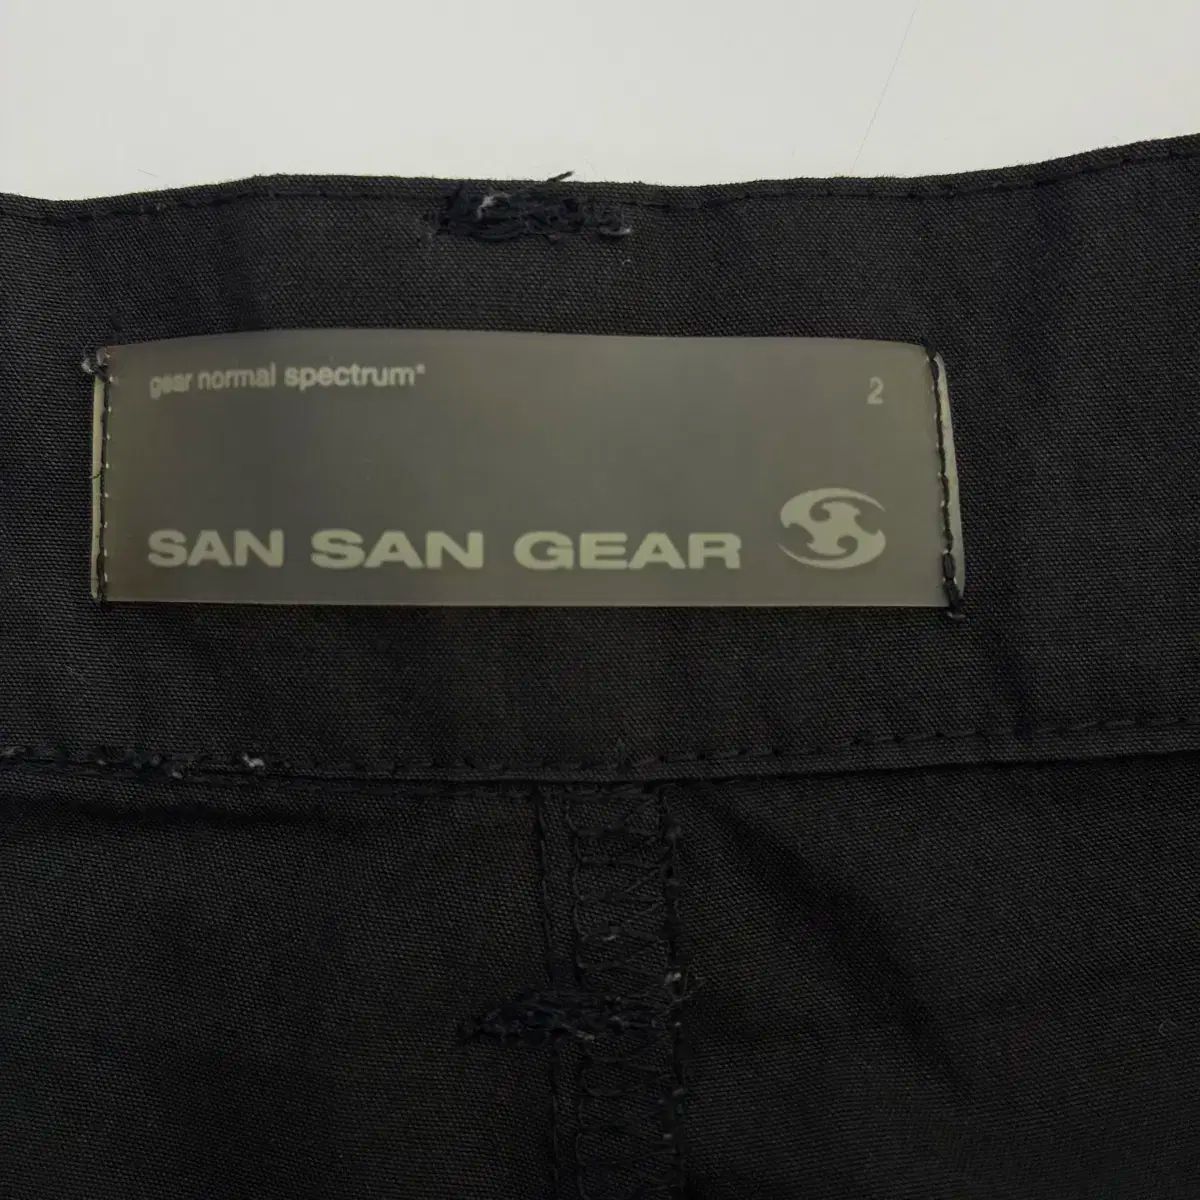 gear normal spectrum*
2
SAN SAN GEAR